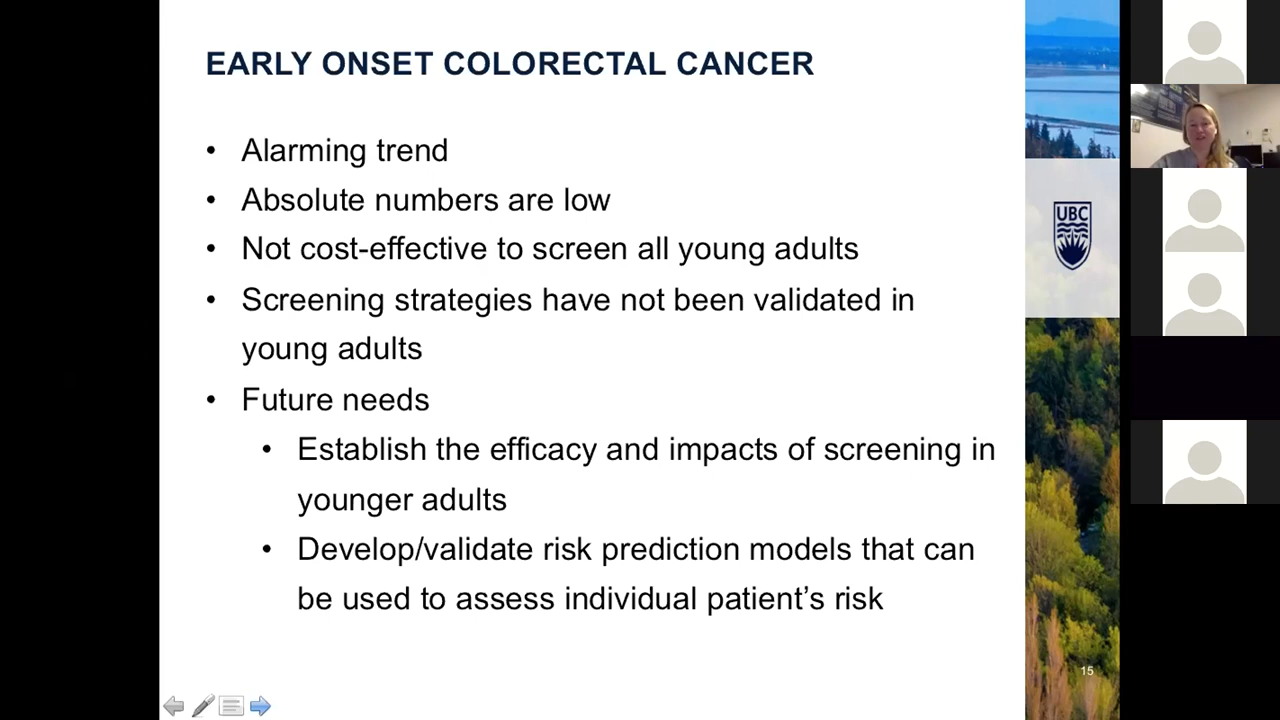 EARLY ONSET COLORECTAL CANCER
• Alarming trend
• Absolute numbers are low
• Not cost-effective to screen all young adults
• Screening strategies have not been validated in
young adults
• Future needs
• Establish the efficacy and impacts of screening in
younger adults
• Develop/validate risk prediction models that can
be used to assess individual patient’s risk
UBC
15